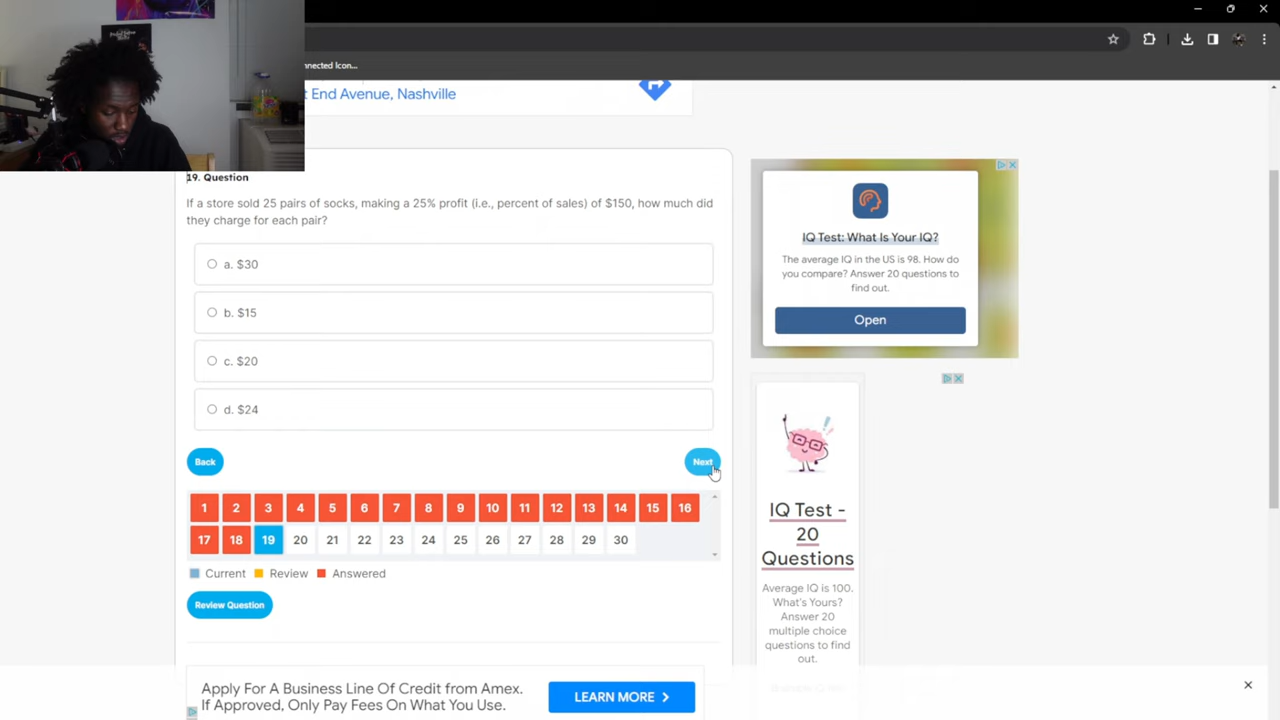 nnected Icon...
t End Avenue, Nashville
19. Question
If a store sold 25 pairs of socks, making a 25% profit (i.e., percent of sales) of $150, how much did
they charge for each pair?
a. $30
b. $15
c. $20
d. $24
Back
Next
1 2 3 4 5 6 7 8 9 10 11 12 13 14 15 16
17 18 19 20 21 22 23 24 25 26 27 28 29 30
Current Review Answered
Review Question
Apply For A Business Line Of Credit from Amex.
If Approved, Only Pay Fees On What You Use.
LEARN MORE
IQ Test: What Is Your IQ?
The average IQ in the US is 98. How do
you compare? Answer 20 questions to
find out.
Open
IQ Test -
20
Questions
Average IQ is 100.
What's Yours?
Answer 20
multiple choice
questions to find
out.